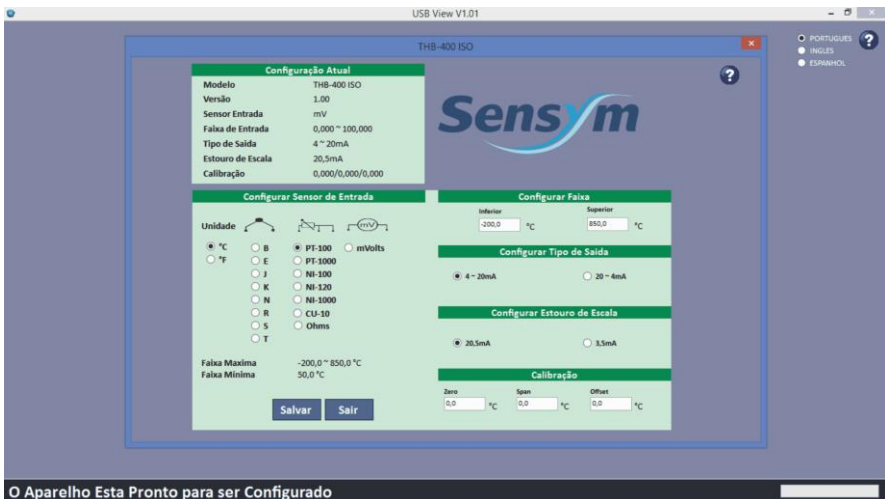 USB View V1.01
PORTUGUES
INGLES
ESPANHOL
?
THB-400 ISO
?
Configuração Atual
Modelo THB-400 ISO
Versão 1.00
Sensor Entrada mV
Faixa de Entrada 0,000 ~ 100,000
Tipo de Saída 4 ~ 20mA
Estouro de Escala 20,5mA
Calibração 0,000/0,000/0,000
Sensym
Configurar Sensor de Entrada
Unidade mV
°C B PT-100 mVolts
°F E PT-1000
J NI-100
K NI-120
N NI-1000
R CU-10
S Ohms
T
Faixa Maxima -200,0 ~ 850,0 °C
Faixa Mínima 50,0 °C
Salvar Sair
Configurar Faixa
Inferior Superior
-200,0 °C 850,0 °C
Configurar Tipo de Saida
4 ~ 20mA 20 ~ 4mA
Configurar Estouro de Escala
20,5mA 3,5mA
Calibração
Zero Span Offset
0,0 °C 0,0 °C 0,0 °C
O Aparelho Esta Pronto para ser Configurado